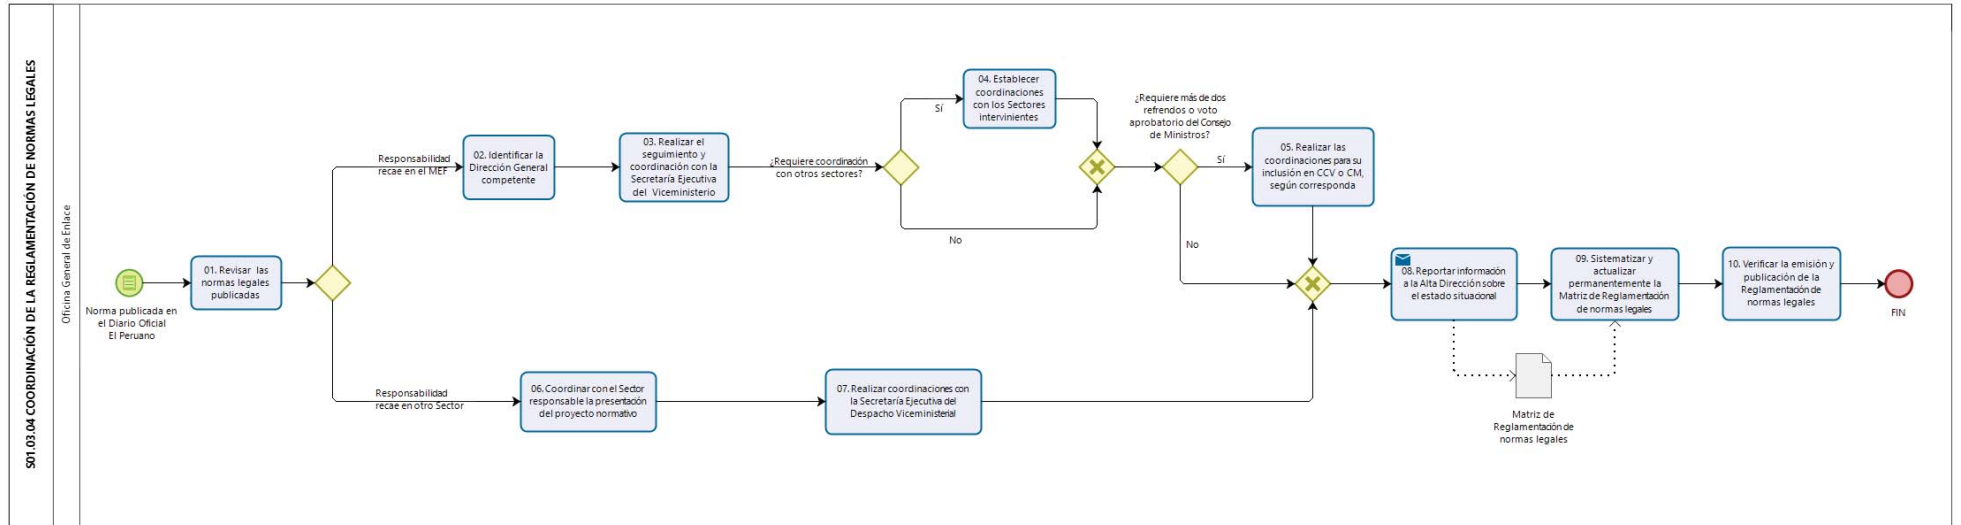 S01.03.04 COORDINACIÓN DE LA REGLAMENTACIÓN DE NORMAS LEGALES
Oficina General de Enlace
Norma publicada en
el Diario Oficial
El Peruano
01. Revisar las
normas legales
publicadas
Responsabilidad
recae en el MEF
02. Identificar la
Dirección General
competente
03. Realizar el
seguimiento y
coordinación con la
Secretaría Ejecutiva
del Viceministerio
¿Requiere coordinación
con otros sectores?
Sí
04. Establecer
coordinaciones
con los Sectores
intervinientes
No
¿Requiere más de dos
refrendos o voto
aprobatorio del Consejo
de Ministros?
Sí
05. Realizar las
coordinaciones para su
inclusión en CCV o CM,
según corresponda
No
Responsabilidad
recae en otro Sector
06. Coordinar con el Sector
responsable la presentación
del proyecto normativo
07. Realizar coordinaciones con
la Secretaría Ejecutiva del
Despacho Viceministerial
08. Reportar información
a la Alta Dirección sobre
el estado situacional
09. Sistematizar y
actualizar
permanentemente la
Matriz de Reglamentación
de normas legales
10. Verificar la emisión y
publicación de la
Reglamentación de
normas legales
FIN
Matriz de
Reglamentación de
normas legales